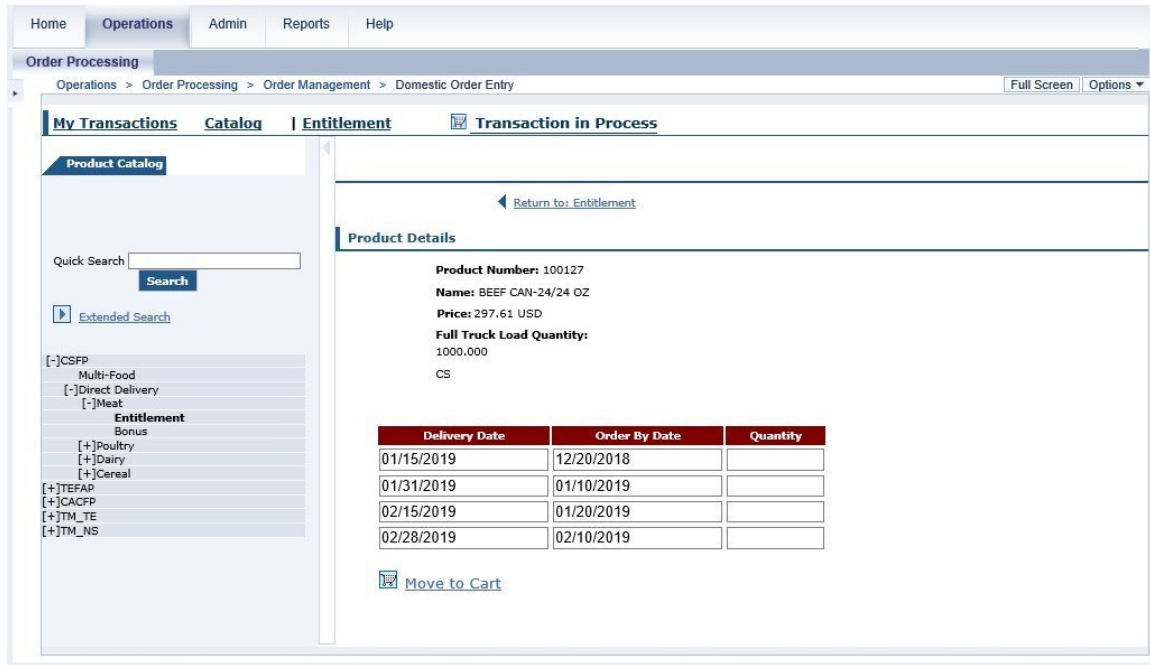 Home Operations Admin Reports Help
Order Processing
Operations > Order Processing > Order Management > Domestic Order Entry Full Screen Options
My Transactions Catalog | Entitlement Transaction in Process
Product Catalog
Quick Search
Search
Extended Search
[-]CSFP
Multi-Food
[-]Direct Delivery
[-]Meat
Entitlement
Bonus
[+]Poultry
[+]Dairy
[+]Cereal
[+]TEFAP
[+]CACFP
[+]TM_TE
[+]TM_NS
Return to: Entitlement
Product Details
Product Number: 100127
Name: BEEF CAN-24/24 OZ
Price: 297.61 USD
Full Truck Load Quantity:
1000.000
CS
Delivery Date Order By Date Quantity
01/15/2019 12/20/2018
01/31/2019 01/10/2019
02/15/2019 01/20/2019
02/28/2019 02/10/2019
Move to Cart